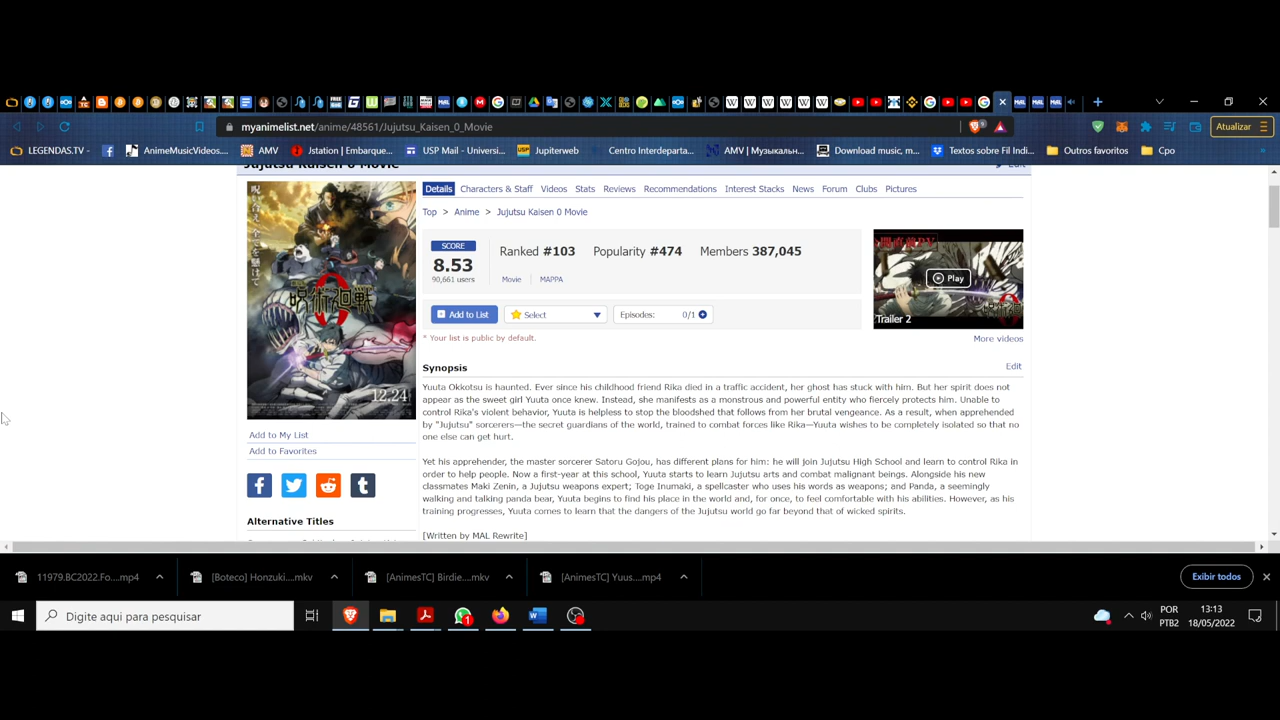 myanimelist.net/anime/48561/Jujutsu_Kaisen_0_Movie
Atualizar
LEGENDAS.TV -
AnimeMusicVideos...
AMV
Jstation | Embarque...
USP Mail - Universi...
Jupiterweb
Centro Interdeparta...
AMV | Музыкальн...
Download music, m...
Textos sobre Fil Indi...
Outros favoritos
Cpo
Jujutsu Kaisen 0 Movie
Edit
Details
Characters & Staff
Videos
Stats
Reviews
Recommendations
Interest Stacks
News
Forum
Clubs
Pictures
Top > Anime > Jujutsu Kaisen 0 Movie
SCORE
8.53
90,661 users
Ranked #103
Popularity #474
Members 387,045
Movie
MAPPA
Add to List
Select
Episodes: 0/1
* Your list is public by default.
Play
Trailer 2
More videos
呪術廻戦
0
12.24
Synopsis
Edit
Yuuta Okkotsu is haunted. Ever since his childhood friend Rika died in a traffic accident, her ghost has stuck with him. But her spirit does not
appear as the sweet girl Yuuta once knew. Instead, she manifests as a monstrous and powerful entity who fiercely protects him. Unable to
control Rika's violent behavior, Yuuta is helpless to stop the bloodshed that follows from her brutal vengeance. As a result, when apprehended
by "Jujutsu" sorcerers—the secret guardians of the world, trained to combat forces like Rika—Yuuta wishes to be completely isolated so that no
one else can get hurt.
Yet his apprehender, the master sorcerer Satoru Gojou, has different plans for him: he will join Jujutsu High School and learn to control Rika in
order to help people. Now a first-year at this school, Yuuta starts to learn Jujutsu arts and combat malignant beings. Alongside his new
classmates Maki Zenin, a Jujutsu weapons expert; Toge Inumaki, a spellcaster who uses his words as weapons; and Panda, a seemingly
walking and talking panda bear, Yuuta begins to find his place in the world and, for once, to feel comfortable with his abilities. However, as his
training progresses, Yuuta comes to learn that the dangers of the Jujutsu world go far beyond that of wicked spirits.
[Written by MAL Rewrite]
Add to My List
Add to Favorites
Alternative Titles
11979.BC2022.Fo....mp4
[Boteco] Honzuki....mkv
[AnimesTC] Birdie....mkv
[AnimesTC] Yuus....mp4
Exibir todos
Digite aqui para pesquisar
POR
PTB2
13:13
18/05/2022